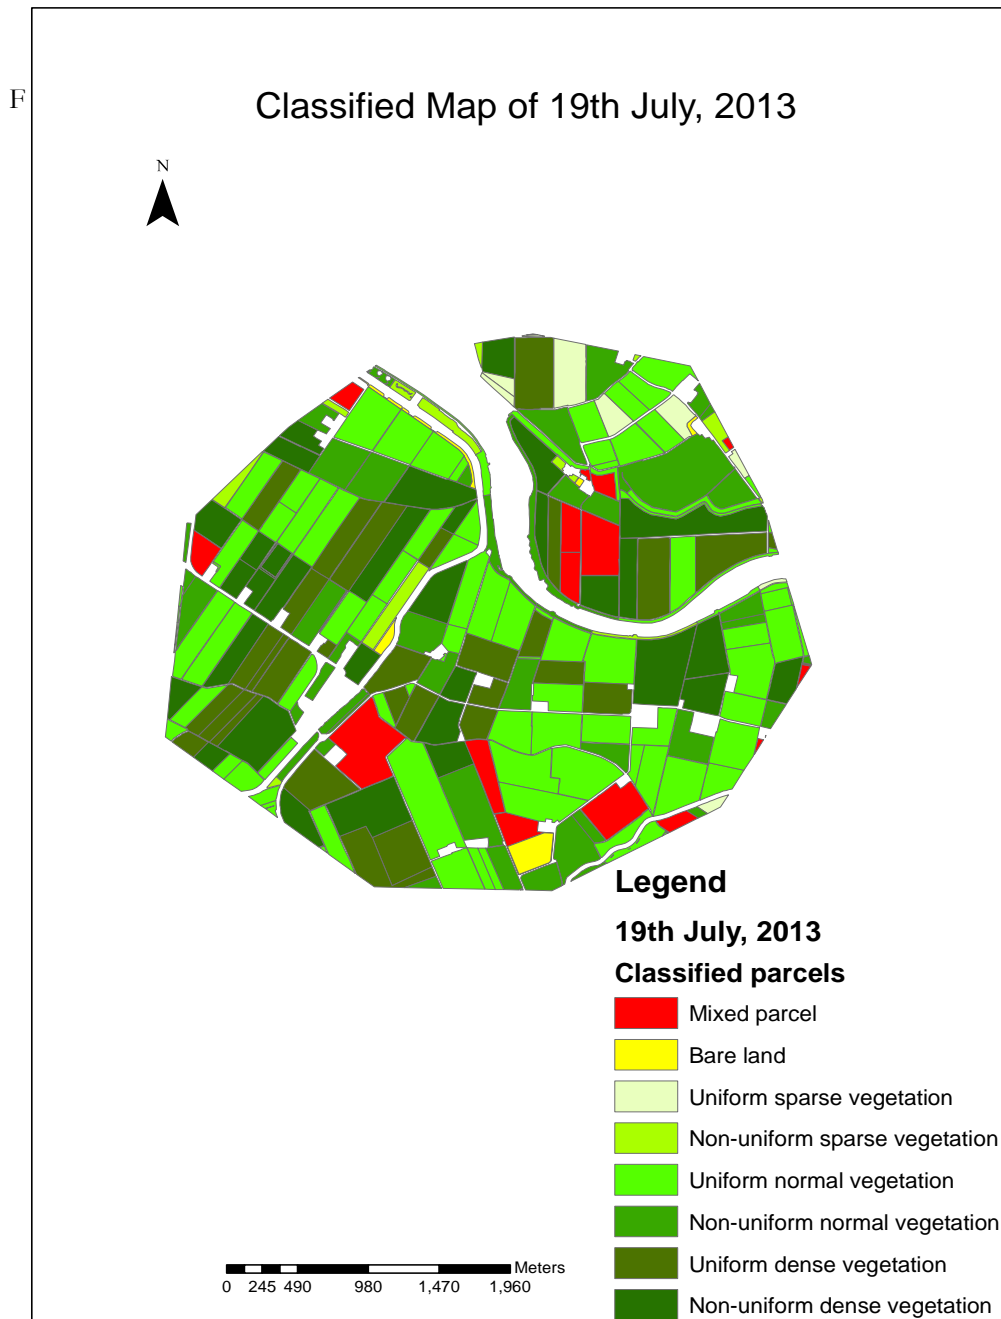 F
Classified Map of 19th July, 2013
N
Legend
19th July, 2013
Classified parcels
Mixed parcel
Bare land
Uniform sparse vegetation
Non-uniform sparse vegetation
Uniform normal vegetation
Non-uniform normal vegetation
Uniform dense vegetation
Non-uniform dense vegetation
Meters
0 245 490 980 1,470 1,960